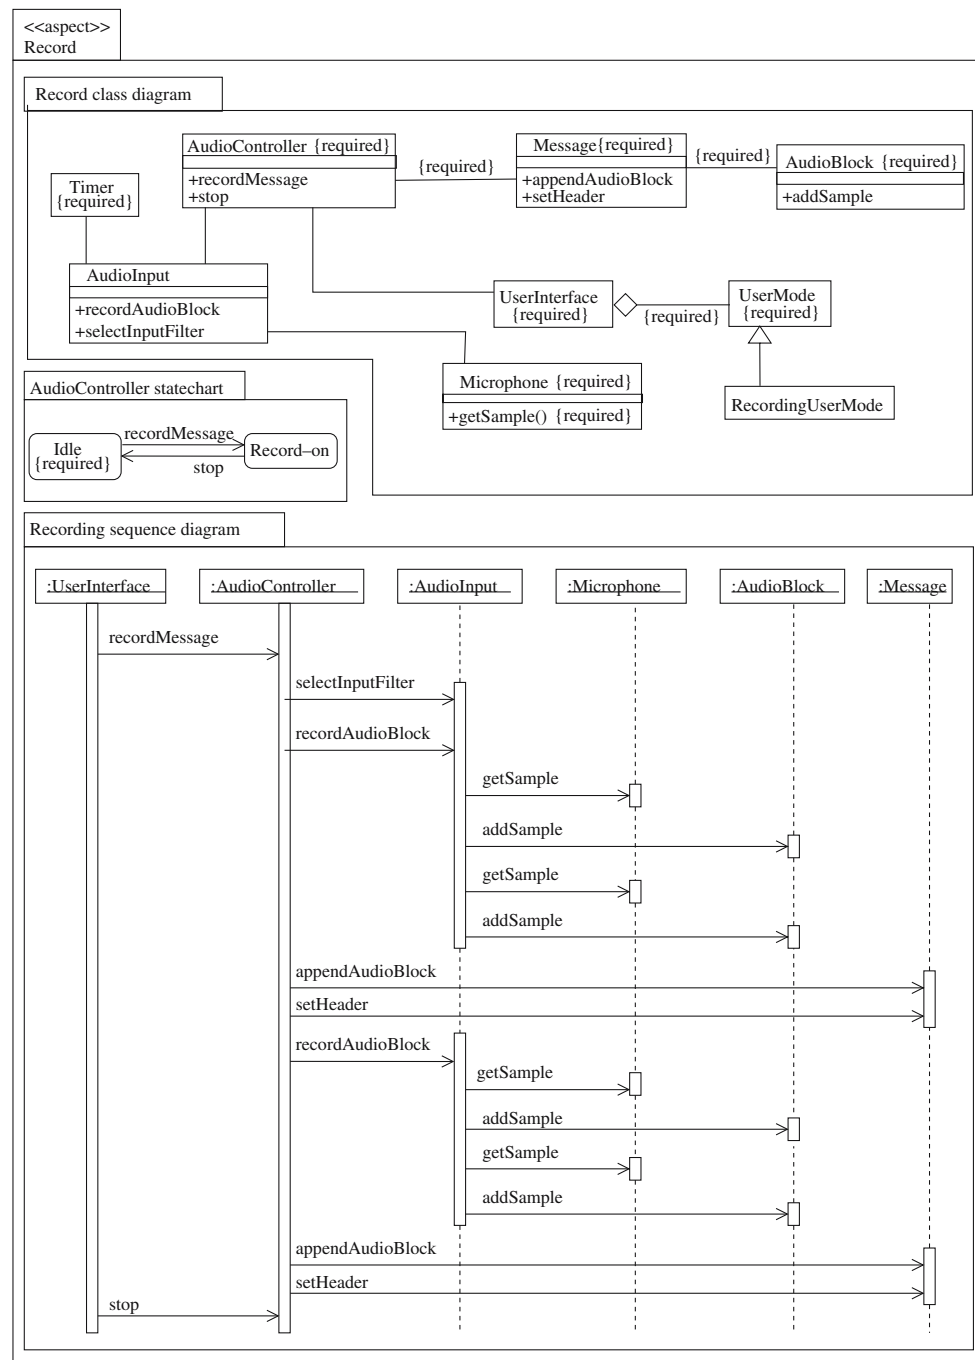 <<aspect>>
Record
Record class diagram
AudioController {required}
+recordMessage
+stop
{required}
Message{required}
+appendAudioBlock
+setHeader
{required}
AudioBlock {required}
+addSample
Timer
{required}
AudioInput
+recordAudioBlock
+selectInputFilter
UserInterface
{required}
{required}
UserMode
{required}
Microphone {required}
+getSample() {required}
RecordingUserMode
AudioController statechart
Idle
{required}
recordMessage
stop
Record–on
Recording sequence diagram
:UserInterface
:AudioController
:AudioInput
:Microphone
:AudioBlock
:Message
recordMessage
selectInputFilter
recordAudioBlock
getSample
addSample
getSample
addSample
appendAudioBlock
setHeader
recordAudioBlock
getSample
addSample
getSample
addSample
appendAudioBlock
setHeader
stop